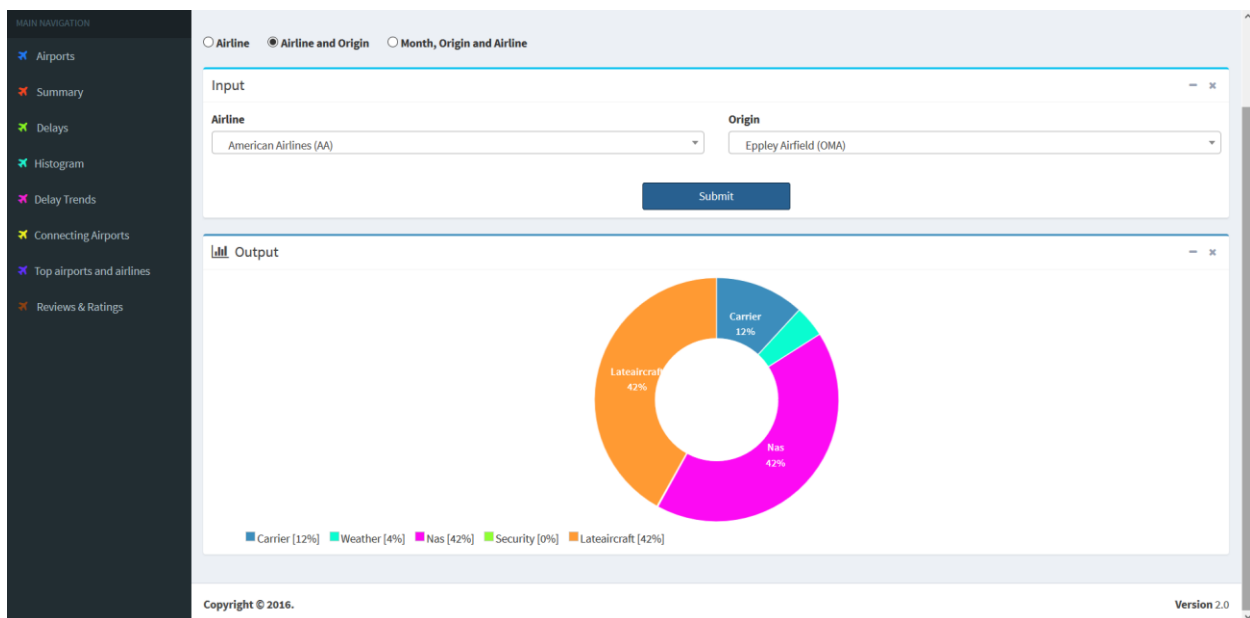 MAIN NAVIGATION
Airports
Summary
Delays
Histogram
Delay Trends
Connecting Airports
Top airports and airlines
Reviews & Ratings
Airline Airline and Origin Month, Origin and Airline
Input
Airline Origin
American Airlines (AA) Eppley Airfield (OMA)
Submit
Output
Carrier
12%
Lateaircraf
42%
Nas
42%
Carrier [12%] Weather [4%] Nas [42%] Security [0%] Lateaircraft [42%]
Copyright © 2016. Version 2.0